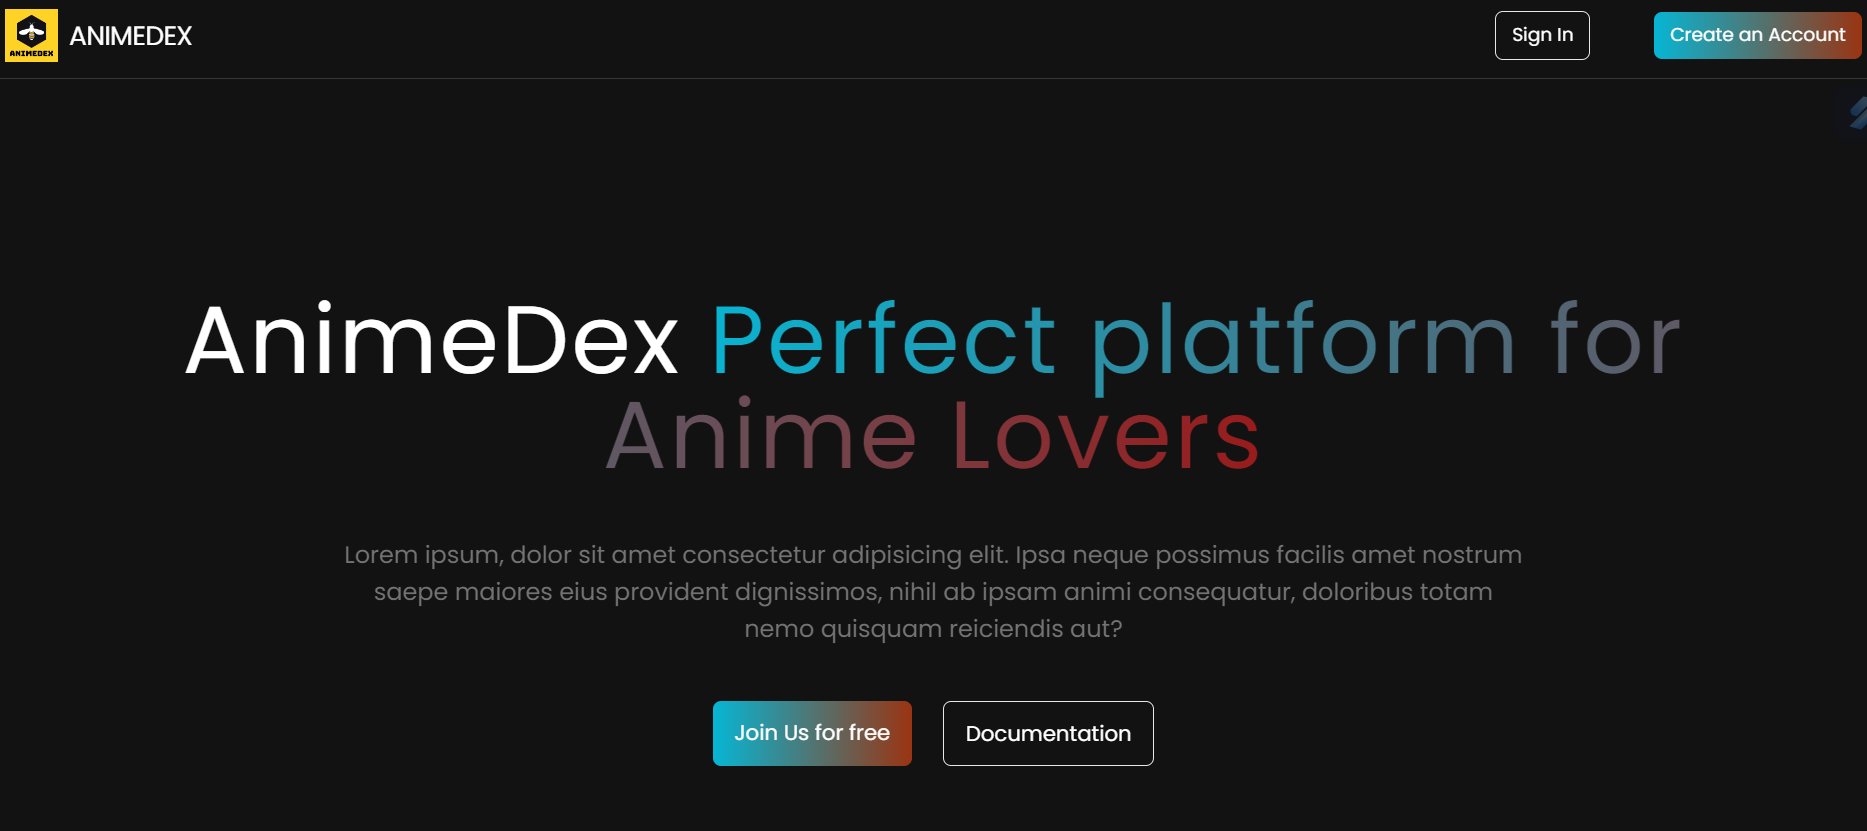 ANIMEDEX
ANIMEDEX
Sign In
Create an Account
AnimeDex Perfect platform for
Anime Lovers
Lorem ipsum, dolor sit amet consectetur adipisicing elit. Ipsa neque possimus facilis amet nostrum
saepe maiores eius provident dignissimos, nihil ab ipsam animi consequatur, doloribus totam
nemo quisquam reiciendis aut?
Join Us for free
Documentation